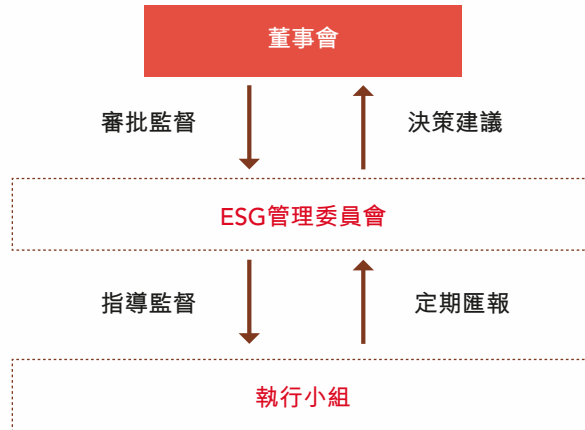 董事會
審批監督
決策建議
ESG管理委員會
指導監督
定期匯報
執行小組